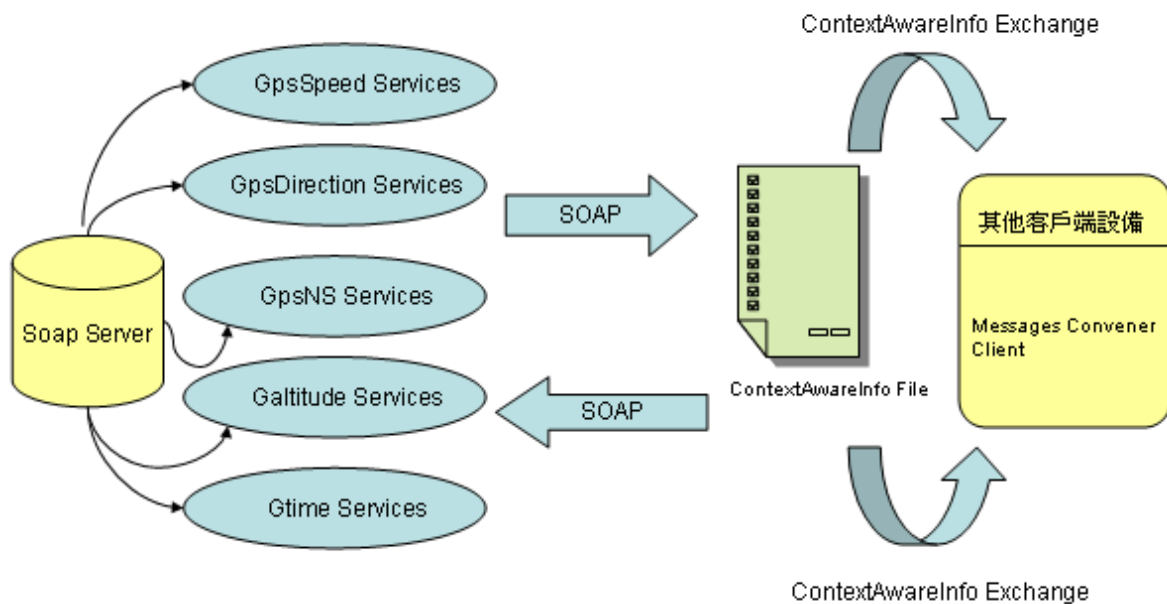 ContextAwareInfo Exchange
GpsSpeed Services
GpsDirection Services
SOAP
其他客戶端設備
GpsNS Services
Soap Server
Messages Convener
Client
Galtitude Services
SOAP
ContextAwareInfo File
Gtime Services
ContextAwareInfo Exchange